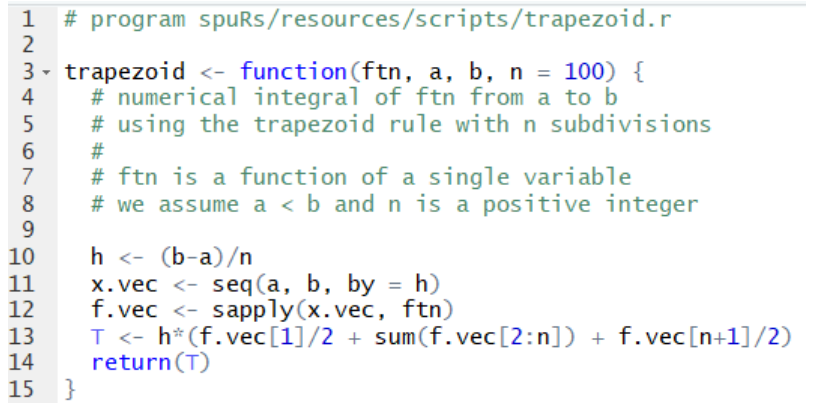 1 # program spuRs/resources/scripts/trapezoid.r
2
3 trapezoid <- function(ftn, a, b, n = 100) {
4   # numerical integral of ftn from a to b
5   # using the trapezoid rule with n subdivisions
6   #
7   # ftn is a function of a single variable
8   # we assume a < b and n is a positive integer
9
10   h <- (b-a)/n
11   x.vec <- seq(a, b, by = h)
12   f.vec <- sapply(x.vec, ftn)
13   T <- h*(f.vec[1]/2 + sum(f.vec[2:n]) + f.vec[n+1]/2)
14   return(T)
15 }